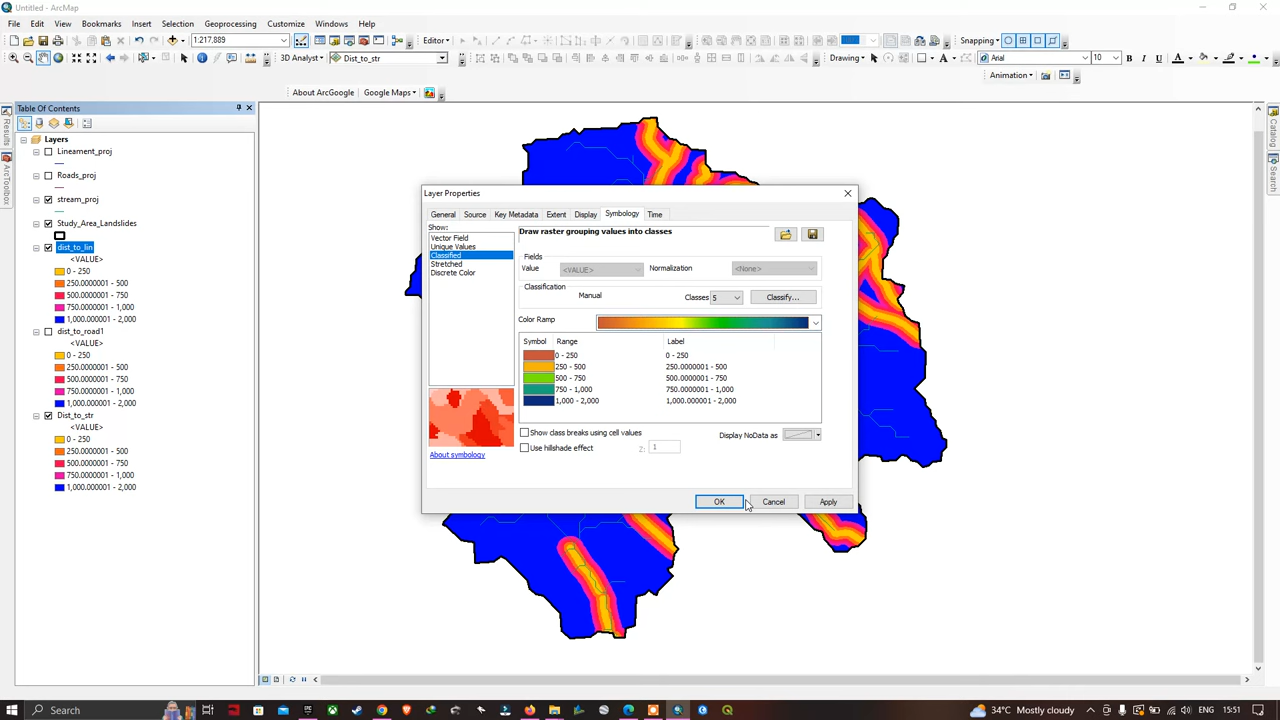 Untitled - ArcMap
File Edit View Bookmarks Insert Selection Geoprocessing Customize Windows Help
1:217,889 Editor Snapping
3D Analyst Dist_to_str Drawing Arial 10 B I U A
Animation
About ArcGoogle Google Maps
Table Of Contents
Layers
Lineament_proj
Roads_proj
stream_proj
Study_Area_Landslides
dist_to_lin
<VALUE>
0 - 250
250.0000001 - 500
500.0000001 - 750
750.0000001 - 1,000
1,000.000001 - 2,000
dist_to_road1
<VALUE>
0 - 250
250.0000001 - 500
500.0000001 - 750
750.0000001 - 1,000
1,000.000001 - 2,000
Dist_to_str
<VALUE>
0 - 250
250.0000001 - 500
500.0000001 - 750
750.0000001 - 1,000
1,000.000001 - 2,000
Results
ArcToolbox
Catalog
Search
Layer Properties
General Source Key Metadata Extent Display Symbology Time
Show:
Vector Field
Unique Values
Classified
Stretched
Discrete Color
About symbology
Draw raster grouping values into classes
Fields
Value <VALUE> Normalization <None>
Classification
Manual Classes 5 Classify...
Color Ramp
Symbol Range Label
0 - 250 0 - 250
250 - 500 250.0000001 - 500
500 - 750 500.0000001 - 750
750 - 1,000 750.0000001 - 1,000
1,000 - 2,000 1,000.000001 - 2,000
Show class breaks using cell values Display NoData as
Use hillshade effect Z: 1
OK Cancel Apply
Search 34°C Mostly cloudy ENG 15:51